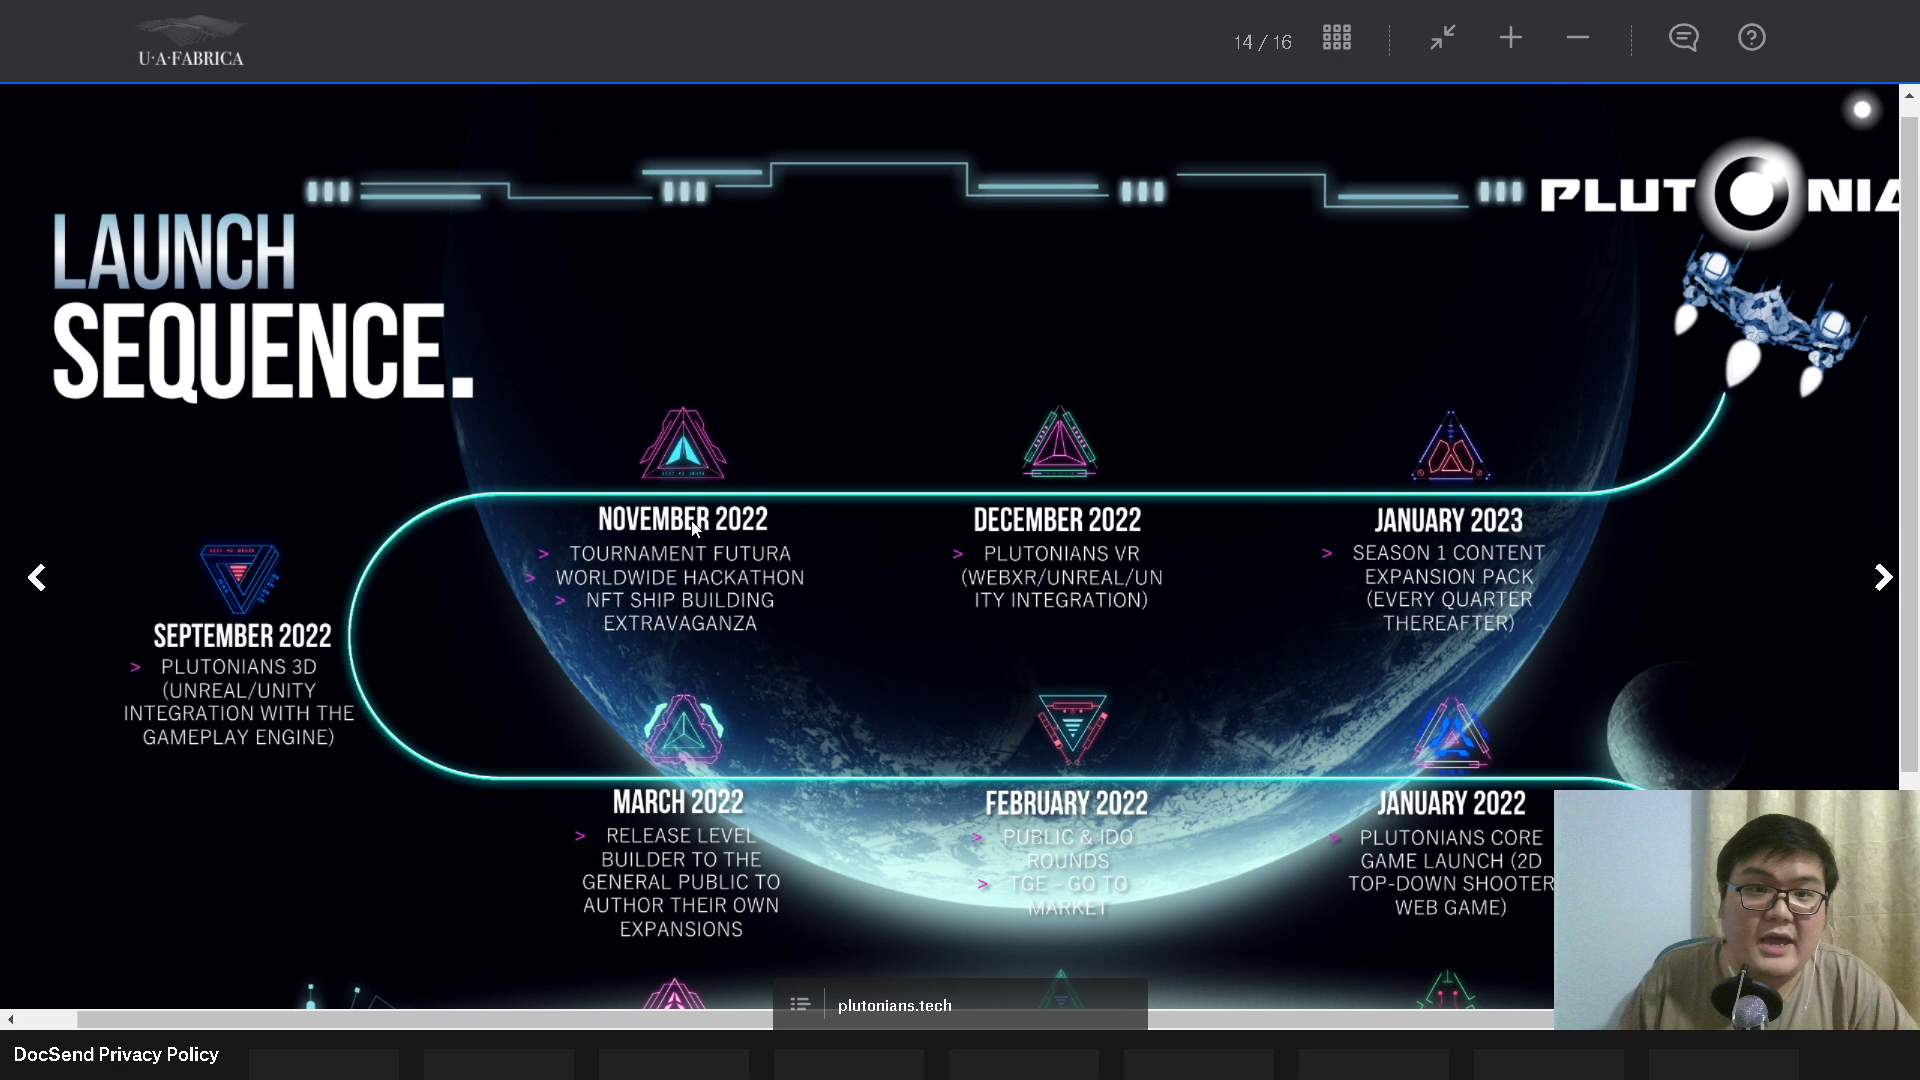 U·A·FABRICA
14 / 16
PLUTONIA
LAUNCH
SEQUENCE.
NOVEMBER 2022
> TOURNAMENT FUTURA
> WORLDWIDE HACKATHON
> NFT SHIP BUILDING
EXTRAVAGANZA
DECEMBER 2022
> PLUTONIANS VR
(WEBXR/UNREAL/UN
ITY INTEGRATION)
JANUARY 2023
> SEASON 1 CONTENT
EXPANSION PACK
(EVERY QUARTER
THEREAFTER)
SEPTEMBER 2022
> PLUTONIANS 3D
(UNREAL/UNITY
INTEGRATION WITH THE
GAMEPLAY ENGINE)
MARCH 2022
> RELEASE LEVEL
BUILDER TO THE
GENERAL PUBLIC TO
AUTHOR THEIR OWN
EXPANSIONS
FEBRUARY 2022
> PUBLIC & IDO
ROUNDS
> TGE - GO TO
MARKET
JANUARY 2022
> PLUTONIANS CORE
GAME LAUNCH (2D
TOP-DOWN SHOOTER
WEB GAME)
plutonians.tech
DocSend Privacy Policy